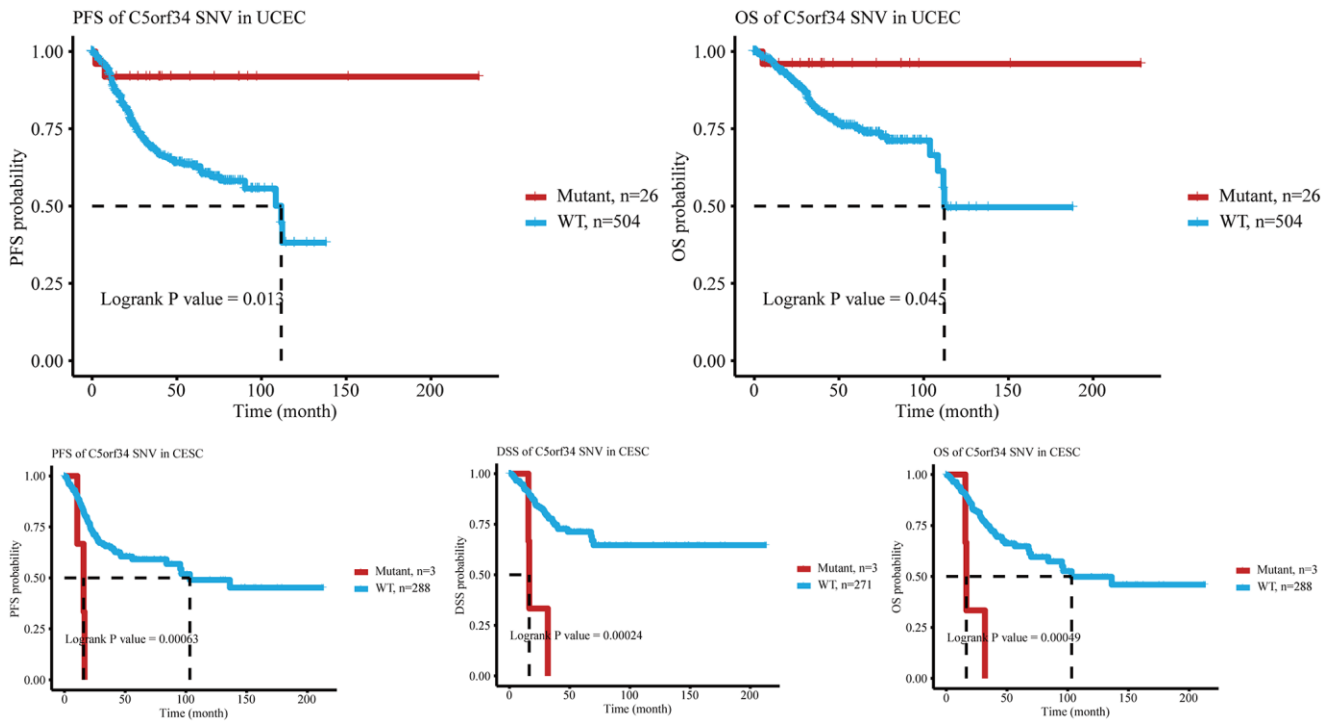 PFS of C5orf34 SNV in UCEC
1.00
0.75
0.50
0.25
0.00
PFS probability
Logrank P value = 0.013
0 50 100 150 200
Time (month)
Mutant, n=26
WT, n=504
OS of C5orf34 SNV in UCEC
1.00
0.75
0.50
0.25
0.00
OS probability
Logrank P value = 0.045
0 50 100 150 200
Time (month)
Mutant, n=26
WT, n=504
PFS of C5orf34 SNV in CESC
1.00
0.75
0.50
0.25
0.00
PFS probability
Logrank P value = 0.00063
0 50 100 150 200
Time (month)
Mutant, n=3
WT, n=288
DSS of C5orf34 SNV in CESC
1.00
0.75
0.50
0.25
0.00
DSS probability
Logrank P value = 0.00024
0 50 100 150 200
Time (month)
Mutant, n=3
WT, n=271
OS of C5orf34 SNV in CESC
1.00
0.75
0.50
0.25
0.00
OS probability
Logrank P value = 0.00049
0 50 100 150 200
Time (month)
Mutant, n=3
WT, n=288